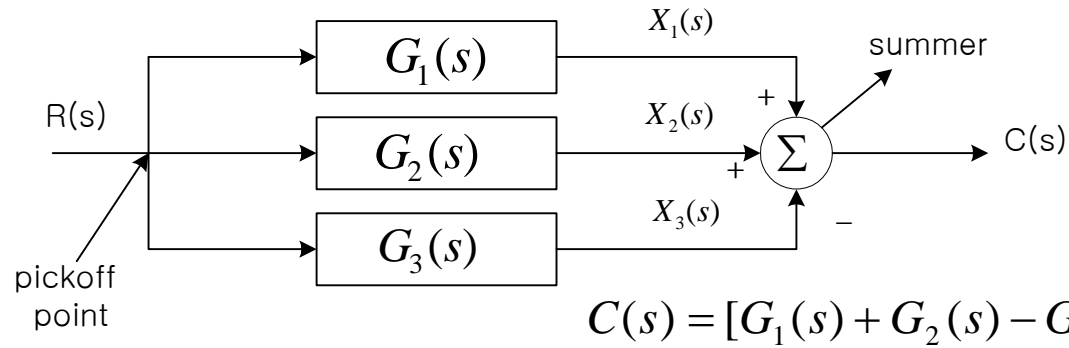 X₁(s)
summer
G₁(s)
+
R(s)
X₂(s)
G₂(s)
+
Σ
C(s)
X₃(s)
−
G₃(s)
pickoff
point
C(s) = [G₁(s) + G₂(s) − G